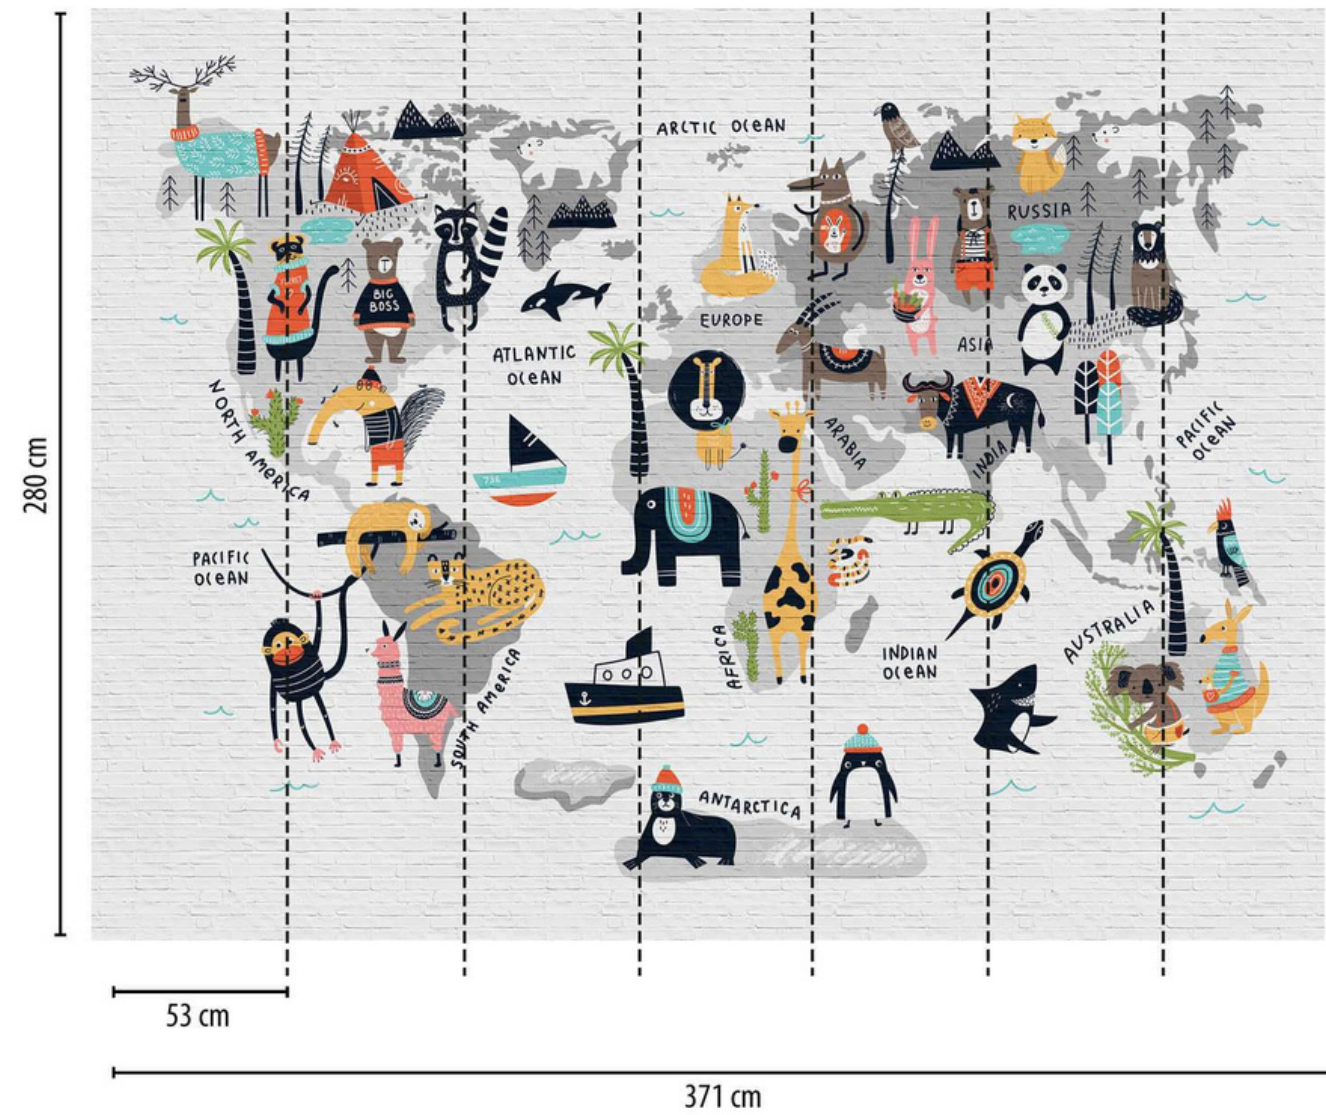 ARCTIC OCEAN
RUSSIA
BIG
BOSS
EUROPE
ASIA
ATLANTIC
OCEAN
NORTH AMERICA
ARABIA
INDIA
PACIFIC
OCEAN
PACIFIC
OCEAN
AFRICA
SOUTH AMERICA
INDIAN
OCEAN
AUSTRALIA
ANTARCTICA
280 cm
53 cm
371 cm